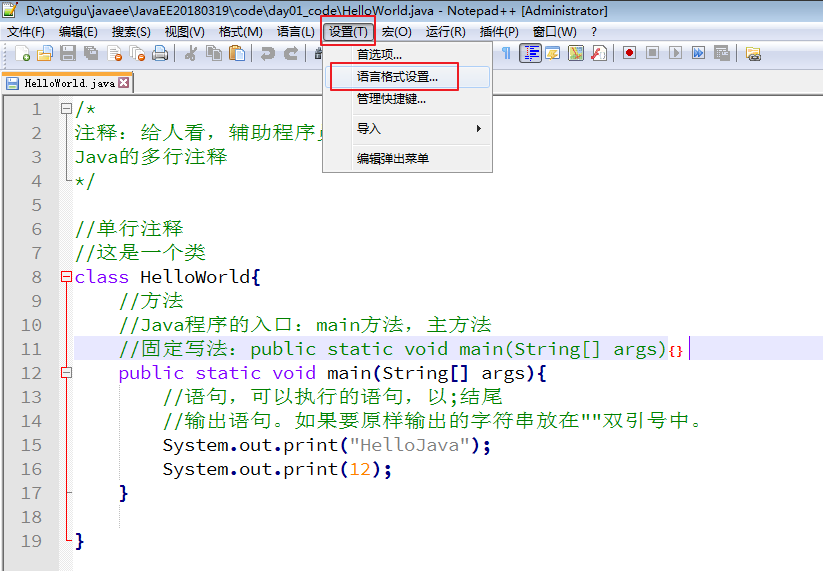 D:\atguigu\javaee\JavaEE20180319\code\day01_code\HelloWorld.java - Notepad++ [Administrator]
文件(F) 编辑(E) 搜索(S) 视图(V) 格式(M) 语言(L) 设置(T) 宏(O) 运行(R) 插件(P) 窗口(W) ?
首选项...
语言格式设置...
管理快捷键...
导入
编辑弹出菜单
HelloWorld.java
1 /*
2 注释：给人看，辅助程序
3 Java的多行注释
4 */
5
6 //单行注释
7 //这是一个类
8 class HelloWorld{
9 //方法
10 //Java程序的入口：main方法，主方法
11 //固定写法：public static void main(String[] args){}
12 public static void main(String[] args){
13 //语句，可以执行的语句，以;结尾
14 //输出语句。如果要原样输出的字符串放在""双引号中。
15 System.out.print("HelloJava");
16 System.out.print(12);
17 }
18
19 }